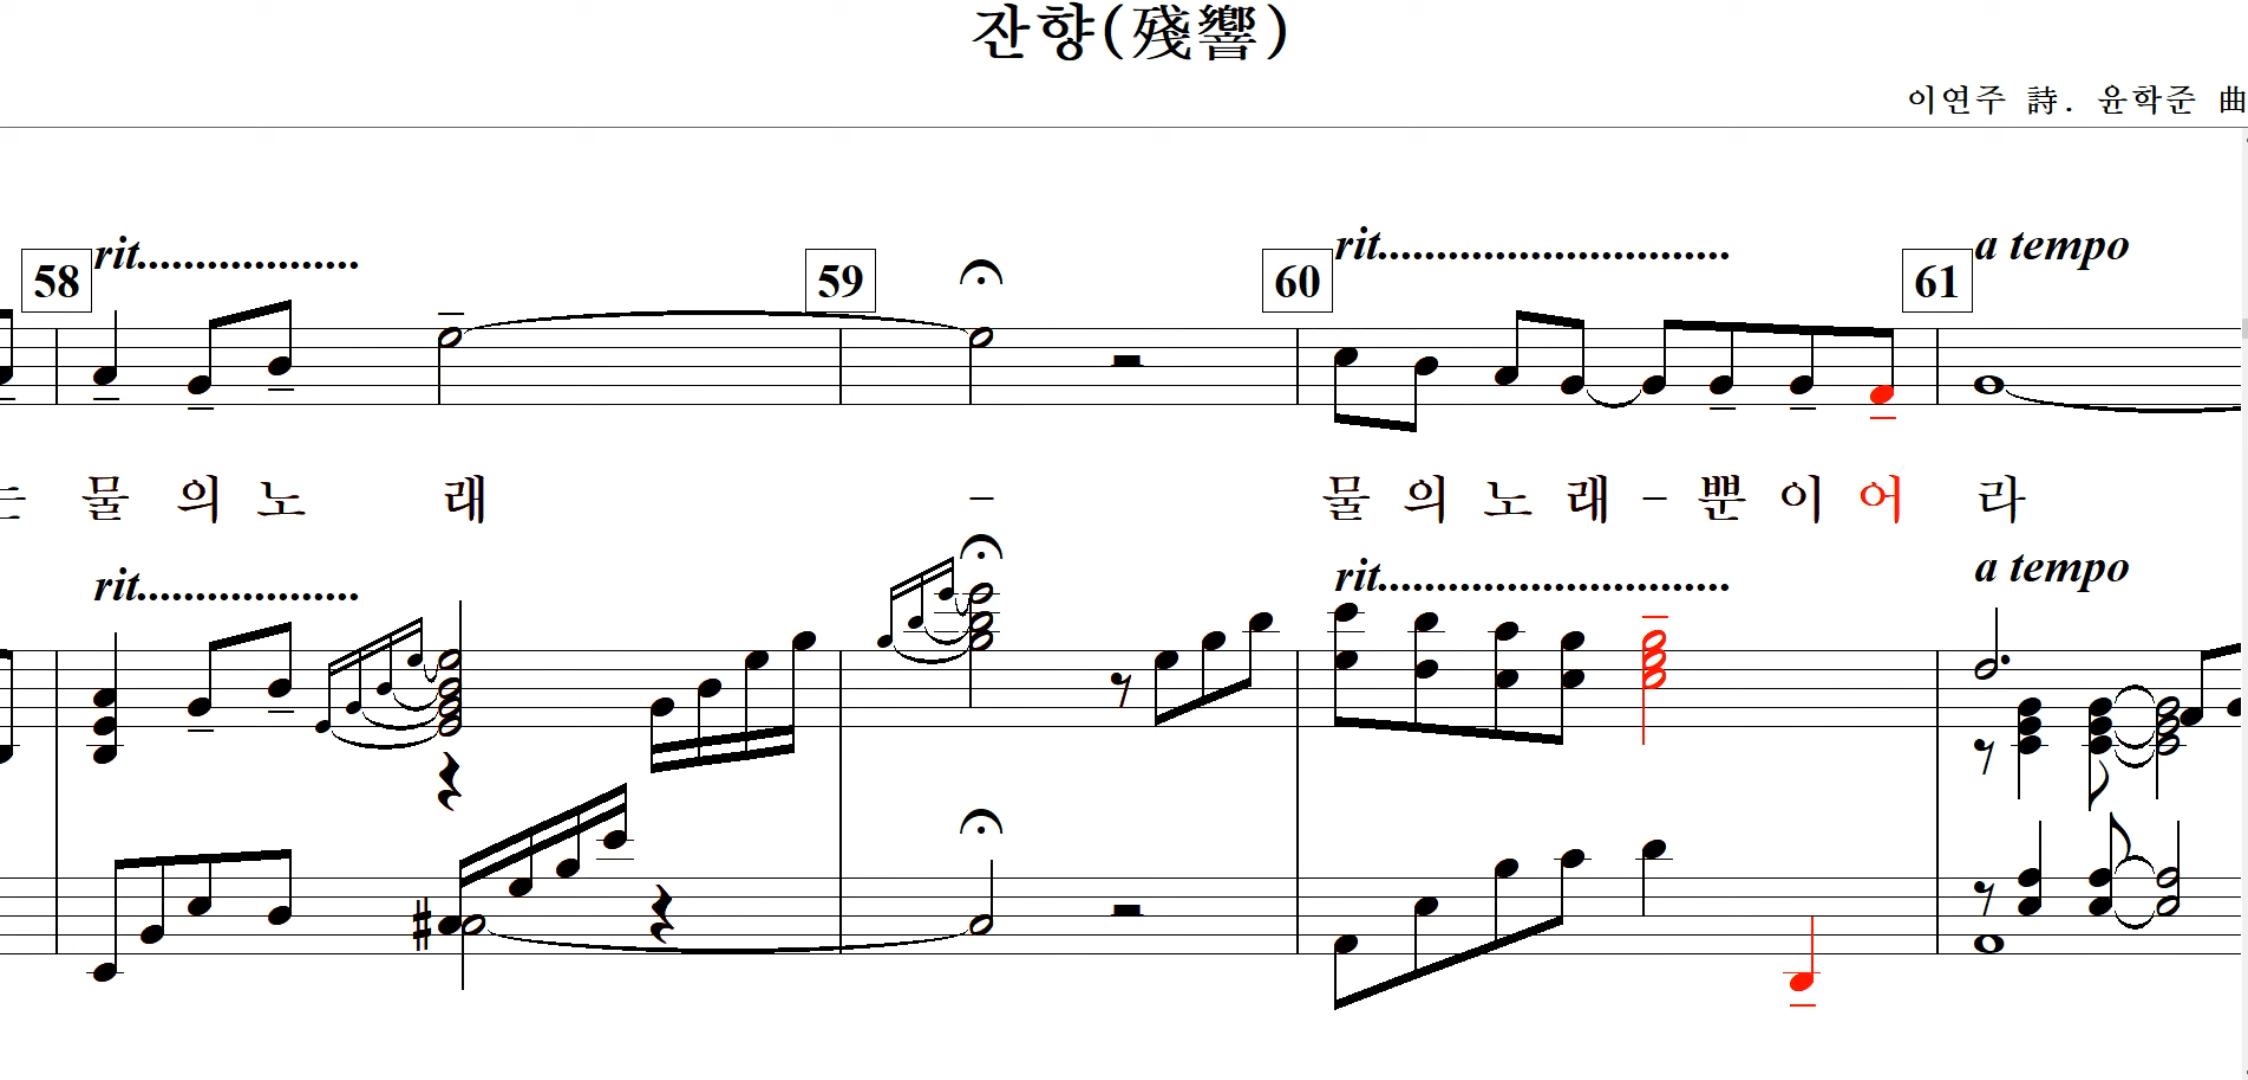 잔향(殘響)
이연주 詩. 윤학준 曲
rit...................
rit..............................
a tempo
58
59
60
61
는 물 의 노 래 - 물 의 노 래 - 뿐 이 어 라
rit...................
rit..............................
a tempo